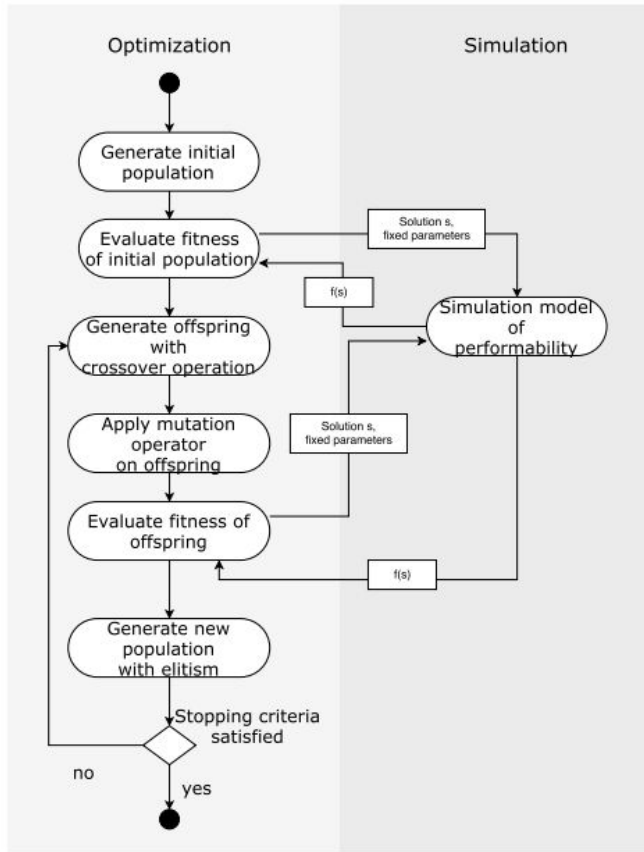 Optimization
Simulation
Generate initial
population
Evaluate fitness
of initial population
Solution s,
fixed parameters
f(s)
Simulation model
of
performability
Generate offspring
with
crossover operation
Apply mutation
operator
on offspring
Solution s,
fixed parameters
Evaluate fitness of
offspring
f(s)
Generate new
population
with elitism
Stopping criteria
satisfied
no
yes